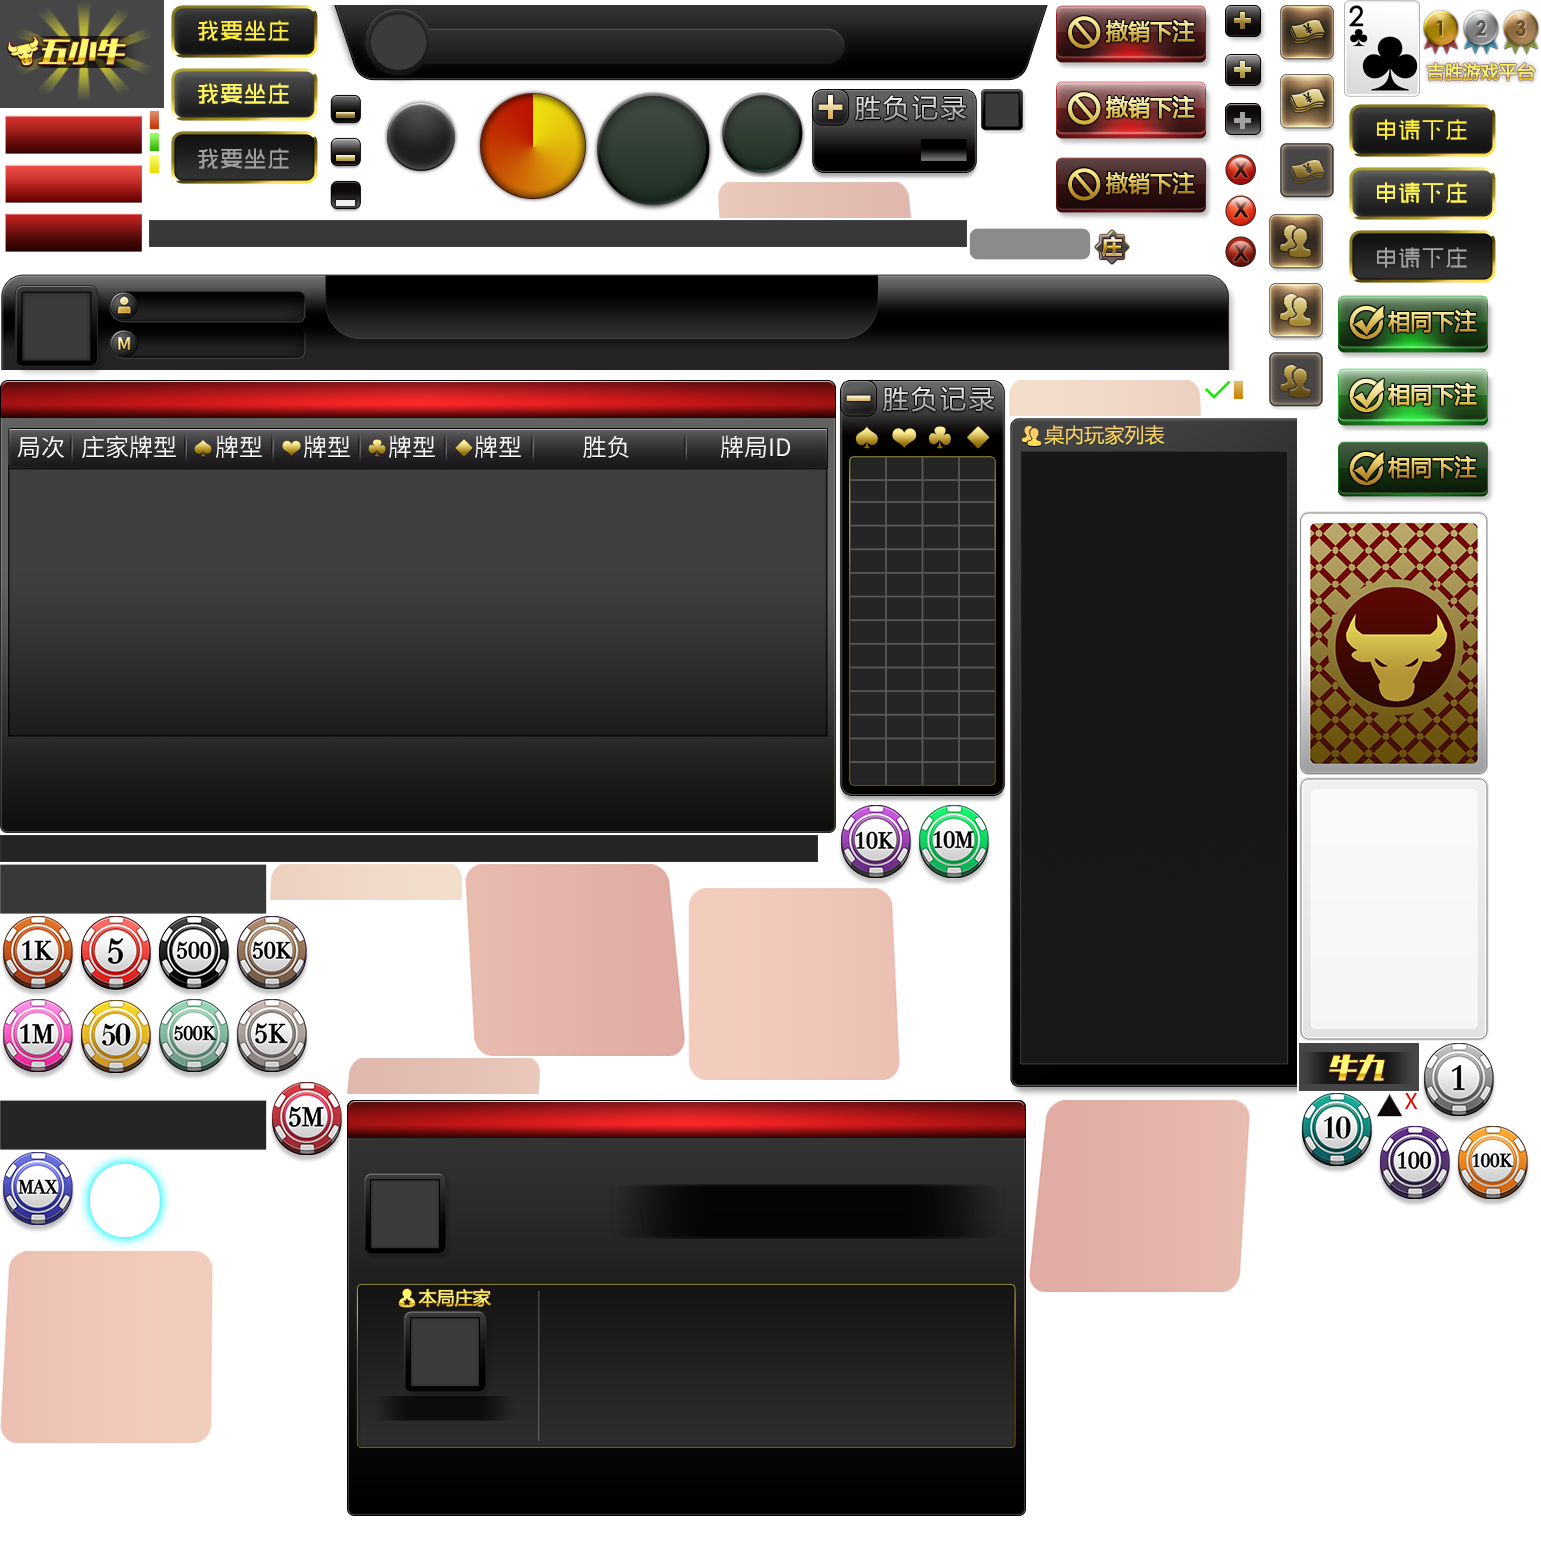 五小牛
我要坐庄
我要坐庄
我要坐庄
胜负记录
撤销下注
撤销下注
撤销下注
X
X
X
¥
¥
¥
2
1
2
3
吉胜游戏平台
申请下庄
申请下庄
申请下庄
庄
M
相同下注
相同下注
相同下注
局次 庄家牌型 牌型 牌型 牌型 牌型 胜负 牌局ID
胜负记录
桌内玩家列表
10K
10M
1K
5
500
50K
1M
50
500K
5K
5M
MAX
牛九
1
X
10
100
100K
本局庄家